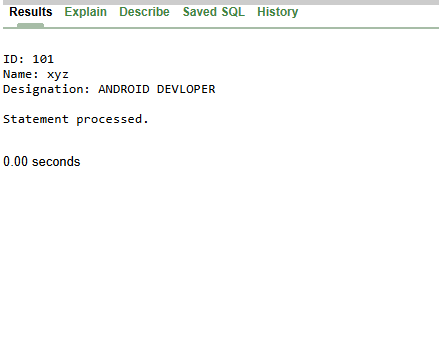 Results Explain Describe Saved SQL History
ID: 101
Name: xyz
Designation: ANDROID DEVLOPER
Statement processed.
0.00 seconds